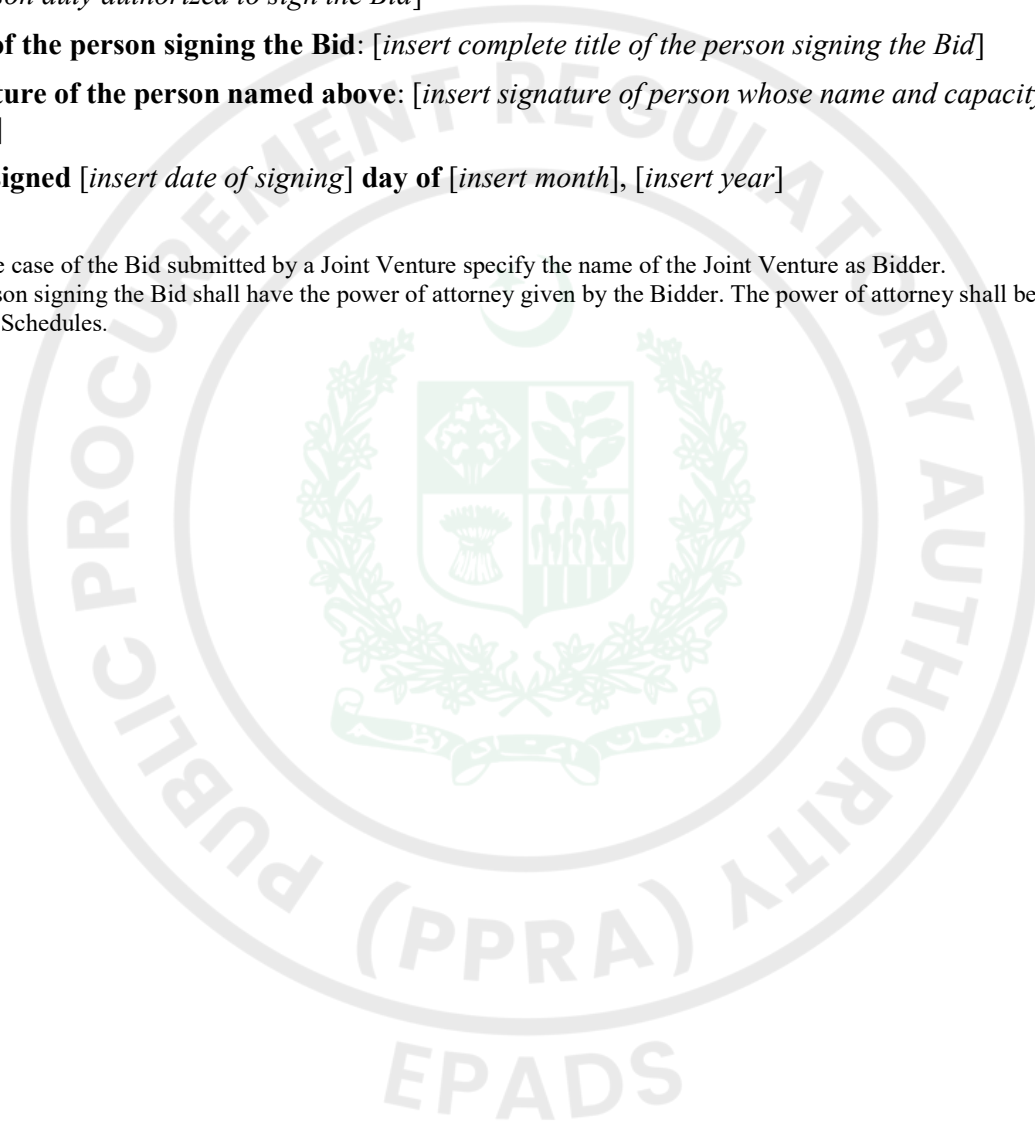 on duly authorized to sign the Bid]
of the person signing the Bid: [insert complete title of the person signing the Bid]
ture of the person named above: [insert signature of person whose name and capacity
]
signed [insert date of signing] day of [insert month], [insert year]
e case of the Bid submitted by a Joint Venture specify the name of the Joint Venture as Bidder.
son signing the Bid shall have the power of attorney given by the Bidder. The power of attorney shall be
Schedules.
PUBLIC PROCUREMENT REGULATORY AUTHORITY
(PPRA)
EPADS